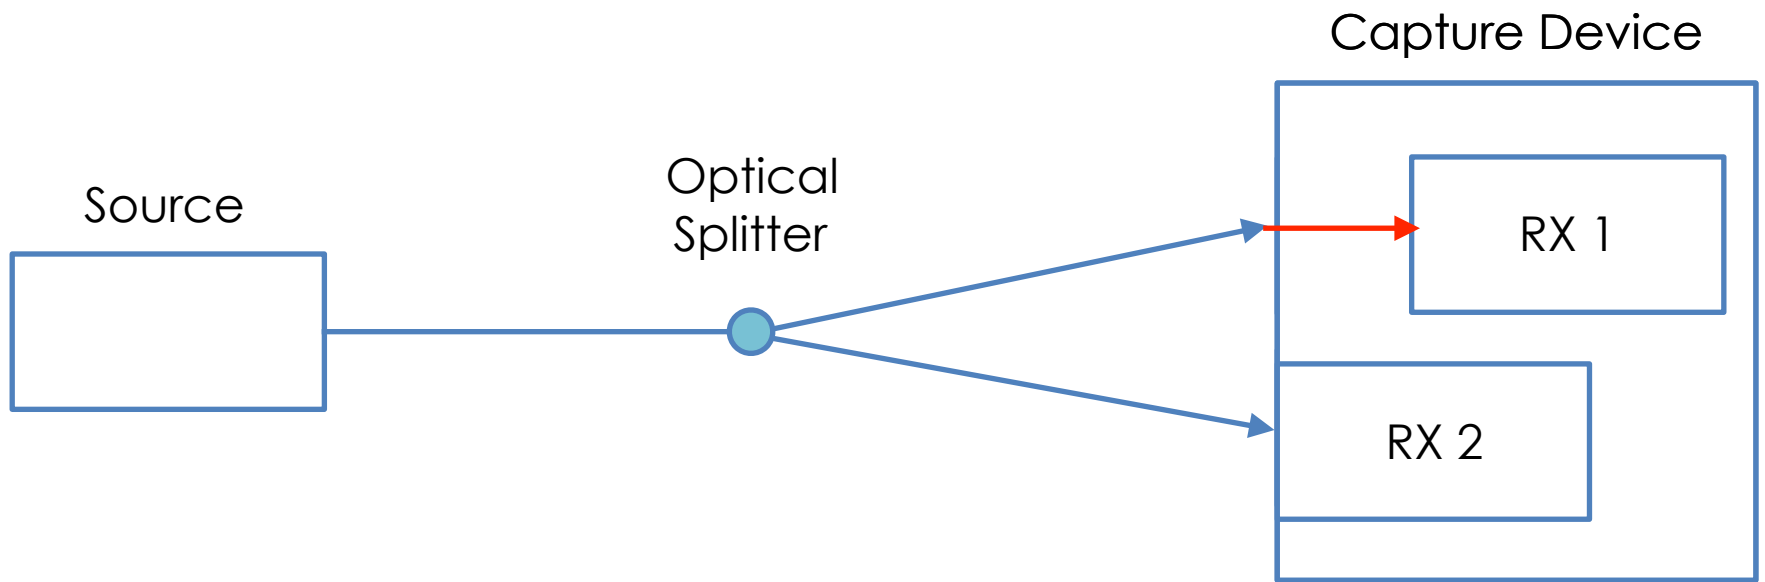 Capture Device
Source
Optical
Splitter
RX 1
RX 2